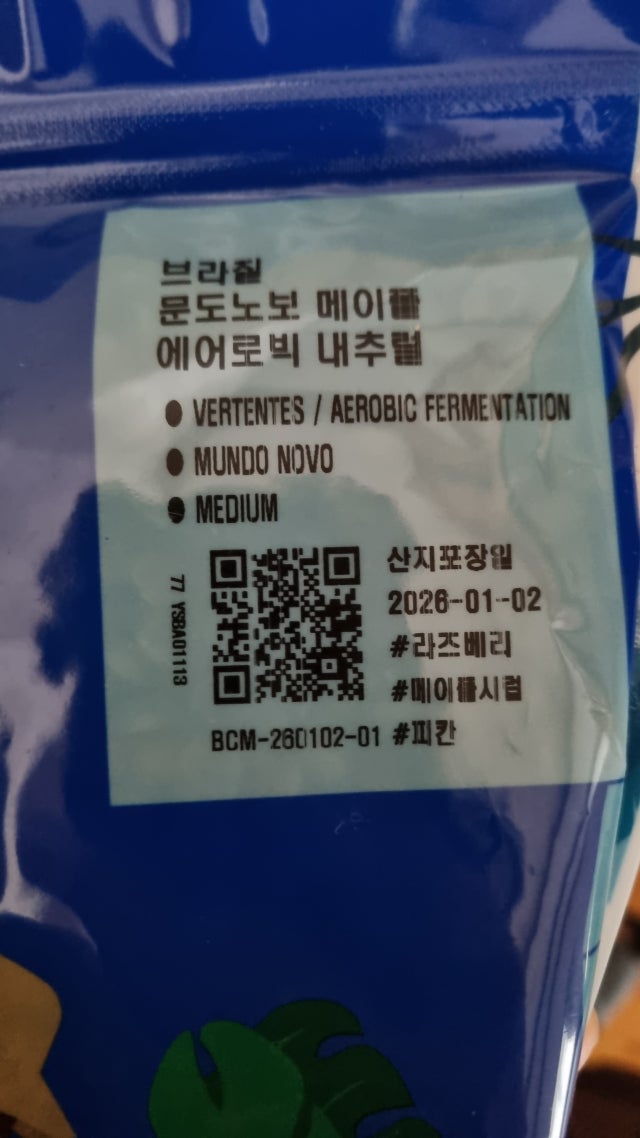 브라질
문도노보 메이플
에어로빅 내추럴
VERTENTES / AEROBIC FERMENTATION
MUNDO NOVO
MEDIUM
77 YSBA01113
산지포장일
2026-01-02
#라즈베리
#메이플시럽
BCM-260102-01 #피칸